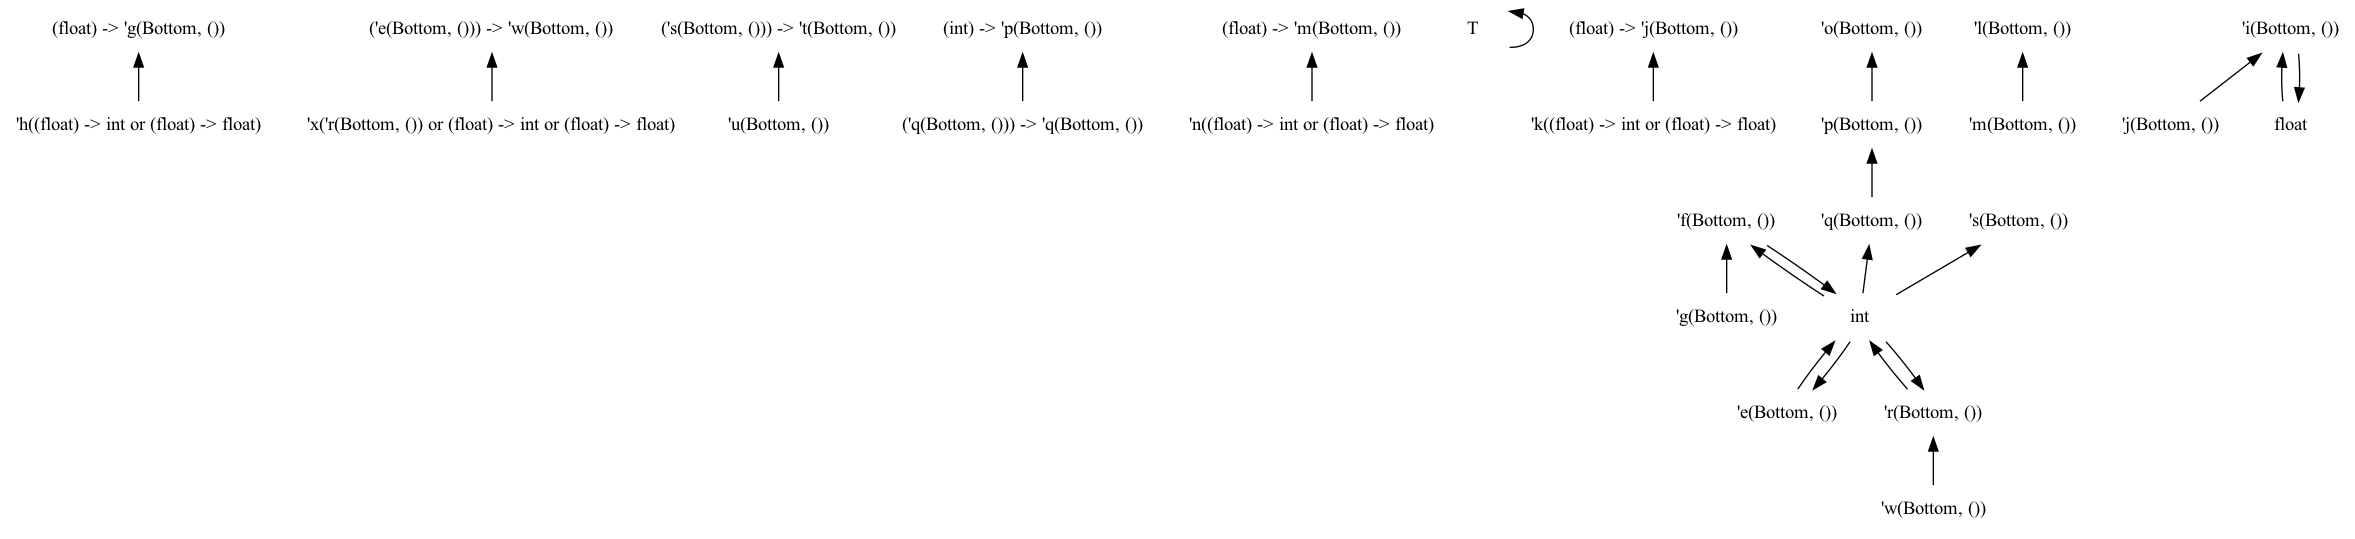 (float) -> 'g(Bottom, ())
('e(Bottom, ())) -> 'w(Bottom, ())
('s(Bottom, ())) -> 't(Bottom, ())
(int) -> 'p(Bottom, ())
(float) -> 'm(Bottom, ())
T
(float) -> 'j(Bottom, ())
'o(Bottom, ())
'l(Bottom, ())
'i(Bottom, ())
'h((float) -> int or (float) -> float)
'x('r(Bottom, ()) or (float) -> int or (float) -> float)
'u(Bottom, ())
('q(Bottom, ())) -> 'q(Bottom, ())
'n((float) -> int or (float) -> float)
'k((float) -> int or (float) -> float)
'p(Bottom, ())
'm(Bottom, ())
'j(Bottom, ())
float
'f(Bottom, ())
'q(Bottom, ())
's(Bottom, ())
'g(Bottom, ())
int
'e(Bottom, ())
'r(Bottom, ())
'w(Bottom, ())